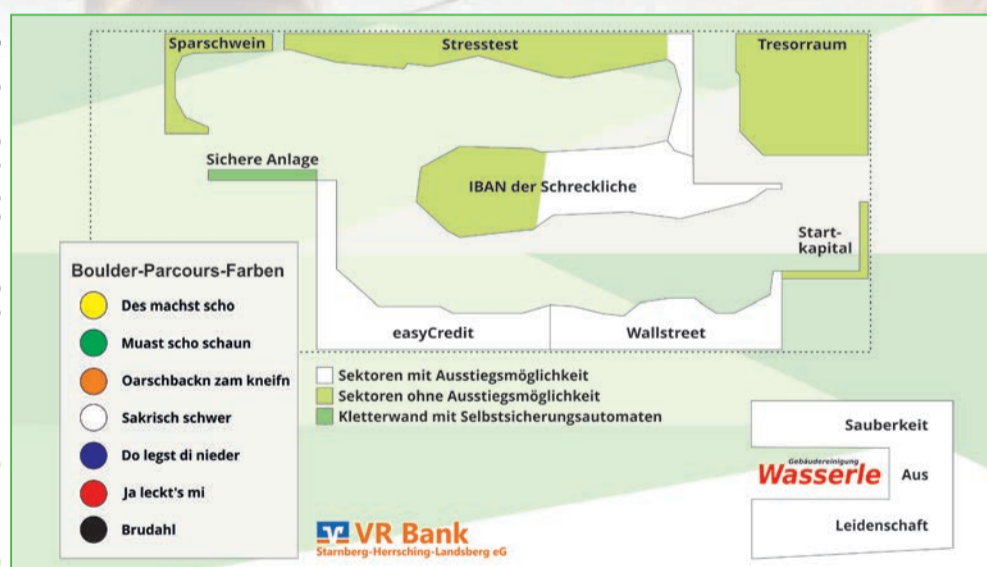 Sparschwein
Stresstest
Tresorraum
Sichere Anlage
IBAN der Schreckliche
Start-
kapital
easyCredit
Wallstreet
Boulder-Parcours-Farben
Des machst scho
Muast scho schaun
Oarschbackn zam kneifn
Sakrisch schwer
Do legst di nieder
Ja leckt's mi
Brudahl
Sektoren mit Ausstiegsmöglichkeit
Sektoren ohne Ausstiegsmöglichkeit
Kletterwand mit Selbstsicherungsautomaten
VR Bank
Starnberg-Herrsching-Landsberg eG
Sauberkeit
Gebäudereinigung
Wasserle
Aus
Leidenschaft